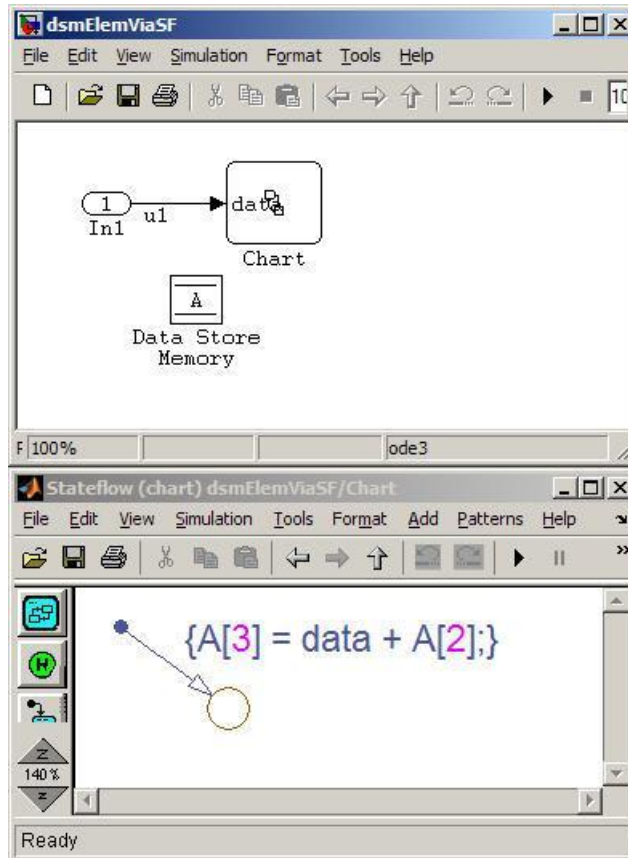 dsmElemViaSF
File Edit View Simulation Format Tools Help
10
1
In1
u1
data
Chart
A
Data Store
Memory
F 100% ode3
Stateflow (chart) dsmElemViaSF/Chart
File Edit View Simulation Tools Format Add Patterns Help
H
{A[3] = data + A[2];}
Z
140%
z
Ready